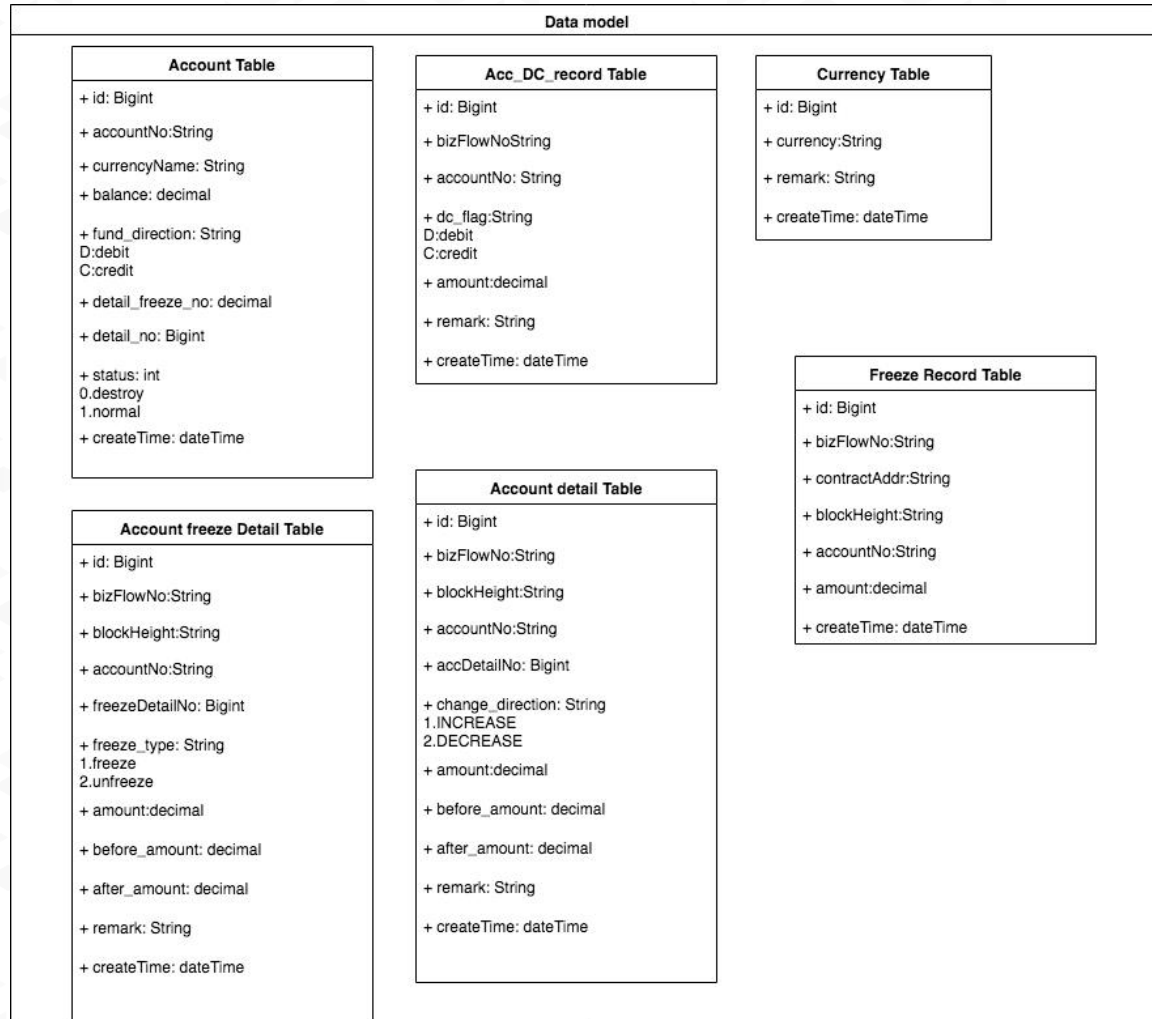 Data model
Account Table
+ id: Bigint
+ accountNo:String
+ currencyName: String
+ balance: decimal
+ fund_direction: String
D:debit
C:credit
+ detail_freeze_no: decimal
+ detail_no: Bigint
+ status: int
0.destroy
1.normal
+ createTime: dateTime
Acc_DC_record Table
+ id: Bigint
+ bizFlowNoString
+ accountNo: String
+ dc_flag:String
D:debit
C:credit
+ amount:decimal
+ remark: String
+ createTime: dateTime
Currency Table
+ id: Bigint
+ currency:String
+ remark: String
+ createTime: dateTime
Freeze Record Table
+ id: Bigint
+ bizFlowNo:String
+ contractAddr:String
+ blockHeight:String
+ accountNo:String
+ amount:decimal
+ createTime: dateTime
Account freeze Detail Table
+ id: Bigint
+ bizFlowNo:String
+ blockHeight:String
+ accountNo:String
+ freezeDetailNo: Bigint
+ freeze_type: String
1.freeze
2.unfreeze
+ amount:decimal
+ before_amount: decimal
+ after_amount: decimal
+ remark: String
+ createTime: dateTime
Account detail Table
+ id: Bigint
+ bizFlowNo:String
+ blockHeight:String
+ accountNo:String
+ accDetailNo: Bigint
+ change_direction: String
1.INCREASE
2.DECREASE
+ amount:decimal
+ before_amount: decimal
+ after_amount: decimal
+ remark: String
+ createTime: dateTime